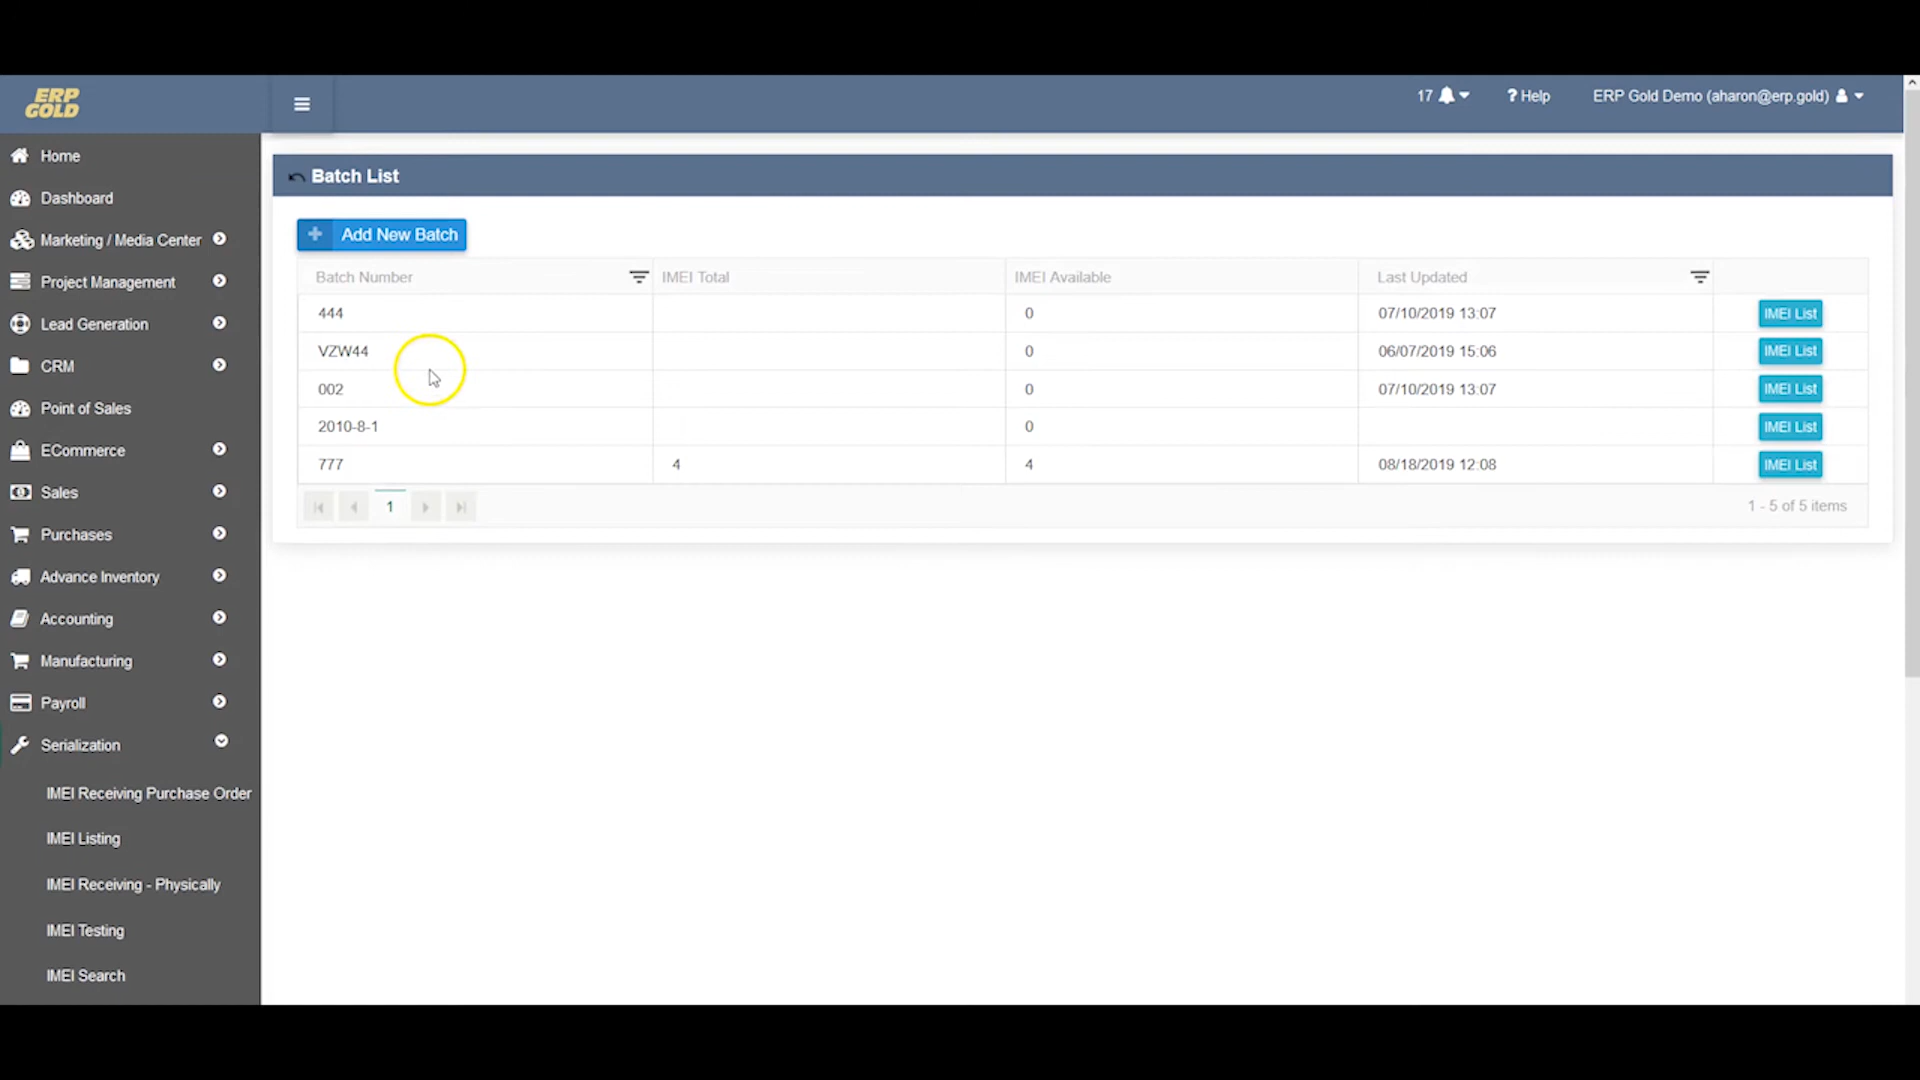 ERP
GOLD
17
? Help
ERP Gold Demo (aharon@erp.gold)
Home
Dashboard
Marketing / Media Center
Project Management
Lead Generation
CRM
Point of Sales
ECommerce
Sales
Purchases
Advance Inventory
Accounting
Manufacturing
Payroll
Serialization
IMEI Receiving Purchase Order
IMEI Listing
IMEI Receiving - Physically
IMEI Testing
IMEI Search
Batch List
+ Add New Batch
Batch Number IMEI Total IMEI Available Last Updated
444 0 07/10/2019 13:07 IMEI List
VZW44 0 06/07/2019 15:06 IMEI List
002 0 07/10/2019 13:07 IMEI List
2010-8-1 0 IMEI List
777 4 4 08/18/2019 12:08 IMEI List
1 1 - 5 of 5 items